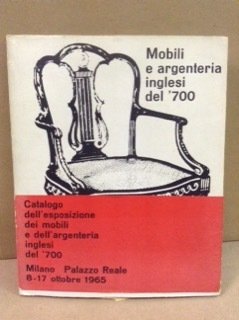 Mobili
e argenteria
inglesi
del '700
Catalogo
dell'esposizione
dei mobili
e dell'argenteria
inglesi
del '700
Milano Palazzo Reale
6-17 ottobre 1965